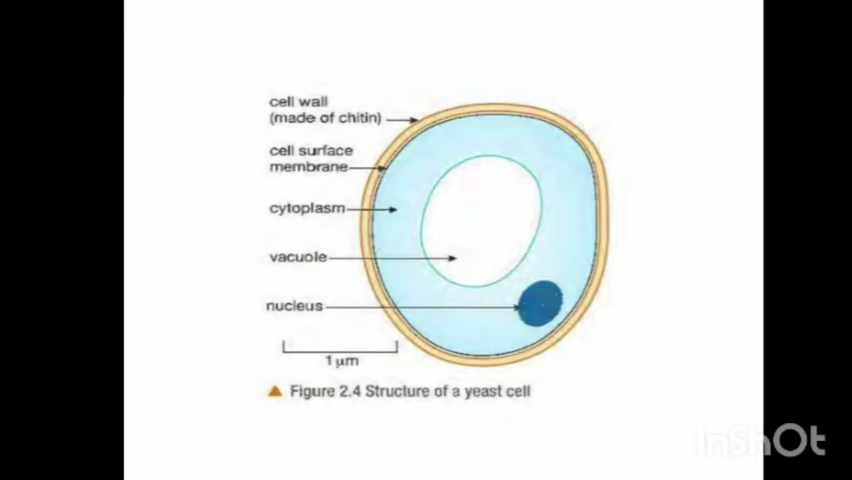 cell wall
(made of chitin)
cell surface
membrane
cytoplasm
vacuole
nucleus
1 μm
Figure 2.4 Structure of a yeast cell
InShOt